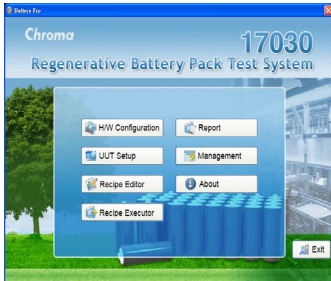 Battery Pro
Chroma
17030
Regenerative Battery Pack Test System
H/W Configuration
Report
UUT Setup
Management
Recipe Editor
About
Recipe Executor
Exit